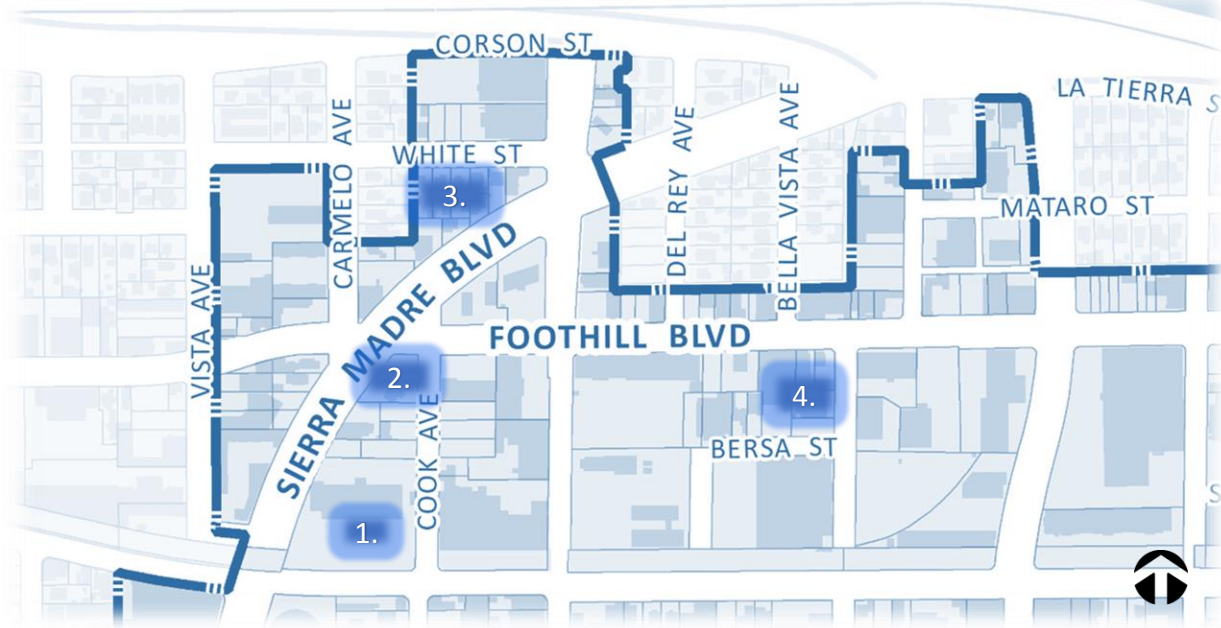 CORSON ST
LA TIERRA S
CARMELO AVE
WHITE ST
DEL REY AVE
BELLA VISTA AVE
3.
MATARO ST
VISTA AVE
SIERRA MADRE BLVD
FOOTHILL BLVD
2.
4.
COOK AVE
BERSA ST
S
1.